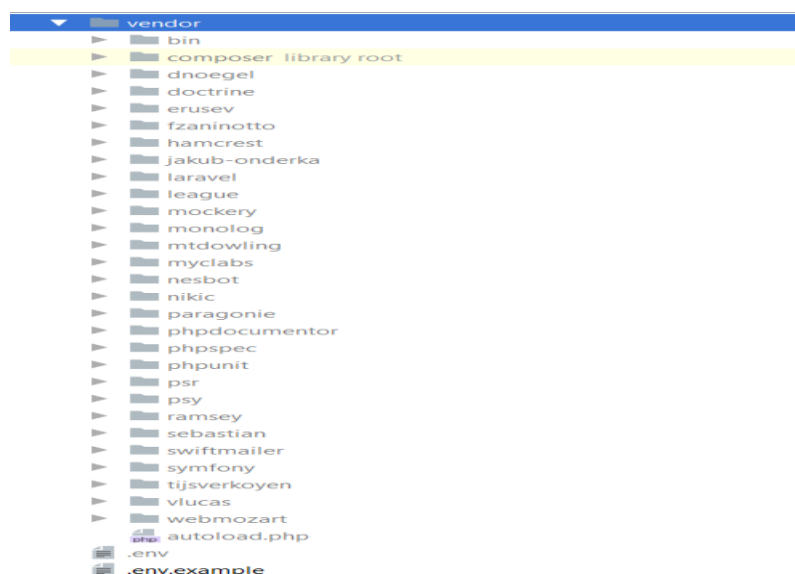 vendor
bin
composer library root
dnoegel
doctrine
erusev
fzaninotto
hamcrest
jakub-onderka
laravel
league
mockery
monolog
mtdowling
myclabs
nesbot
nikic
paragonie
phpdocumentor
phpspec
phpunit
psr
psy
ramsey
sebastian
swiftmailer
symfony
tijsverkoyen
vlucas
webmozart
php autoload.php
.env
.env.example